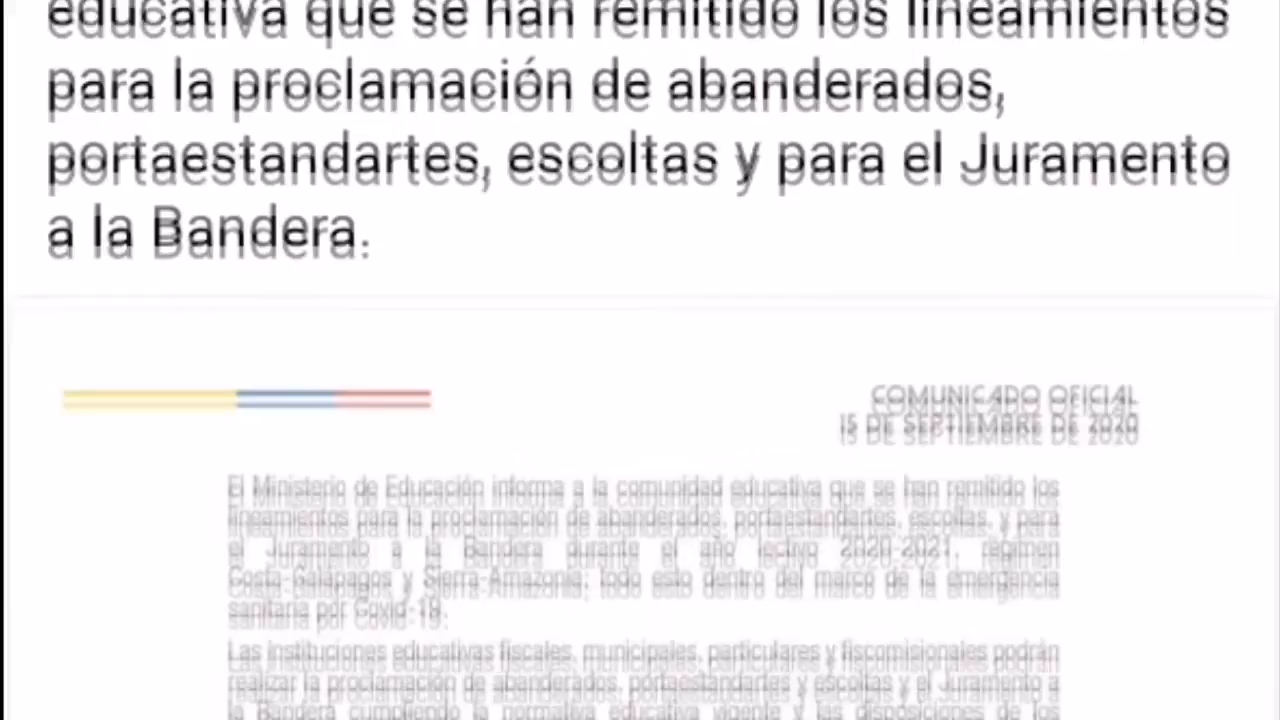 educativa que se han remitido los lineamientos
para la proclamación de abanderados,
portaestandartes, escoltas y para el Juramento
a la Bandera.
COMUNICADO OFICIAL
15 DE SEPTIEMBRE DE 2020
El Ministerio de Educación informa a la comunidad educativa que se han remitido los
lineamientos para la proclamación de abanderados, portaestandartes, escoltas, y para
el Juramento a la Bandera durante el año lectivo 2020-2021, régimen
Costa-Galápagos y Sierra-Amazonía; todo esto dentro del marco de la emergencia
sanitaria por Covid-19.
Las instituciones educativas fiscales, municipales, particulares y fiscomisionales podrán
realizar la proclamación de abanderados, portaestandartes y escoltas y el Juramento a
la Bandera cumpliendo la normativa educativa vigente y las disposiciones de los